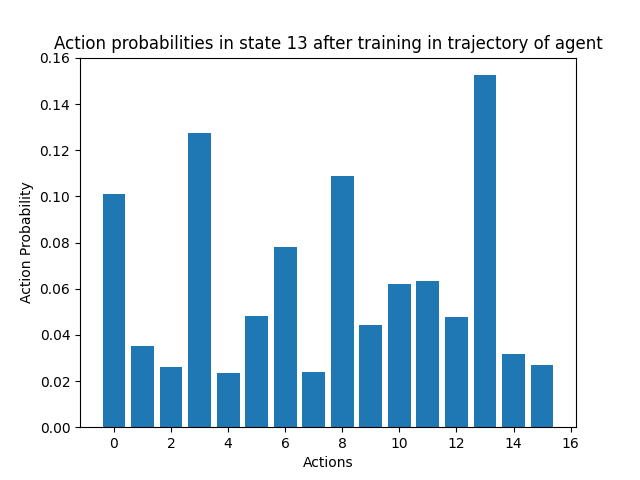 Action probabilities in state 13 after training in trajectory of agent
0.16
0.14
0.12
0.10
0.08
0.06
0.04
0.02
0.00
Action Probability
0 2 4 6 8 10 12 14 16
Actions